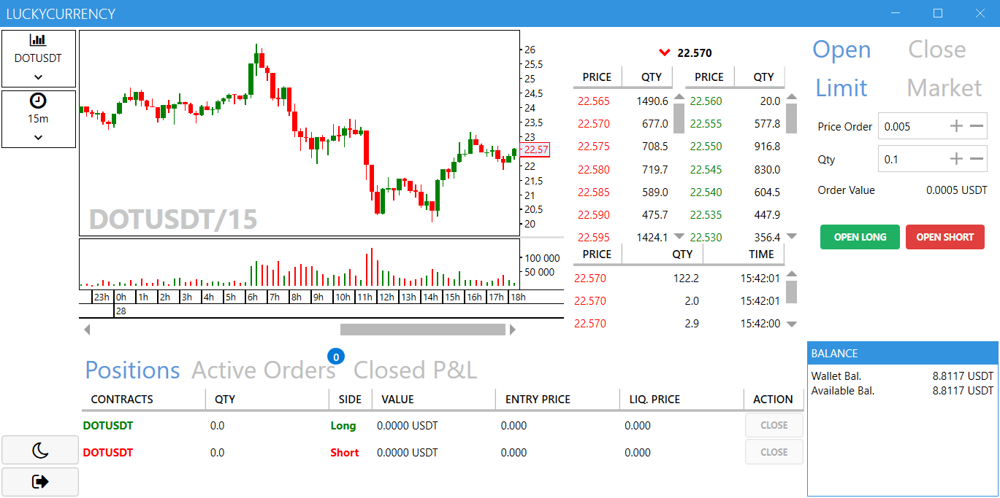 LUCKYCURRENCY
DOTUSDT
15m
26
25,5
25
24,5
24
23,5
23
22,57
22
21,5
21
20,5
20
DOTUSDT/15
100 000
50 000
23h 0h 1h 2h 3h 4h 5h 6h 7h 8h 9h 10h 11h 12h 13h 14h 15h 16h 17h 18h
28
22.570
PRICE QTY PRICE QTY
22.565 1490.6 22.560 20.0
22.570 677.0 22.555 577.8
22.575 708.5 22.550 916.8
22.580 719.7 22.545 830.0
22.585 589.0 22.540 604.5
22.590 475.7 22.535 447.9
22.595 1424.1 22.530 356.4
PRICE QTY TIME
22.570 122.2 15:42:01
22.570 2.0 15:42:01
22.570 2.9 15:42:00
Open Close
Limit Market
Price Order 0.005
Qty 0.1
Order Value 0.0005 USDT
OPEN LONG OPEN SHORT
Positions Active Orders 0 Closed P&L
CONTRACTS QTY SIDE VALUE ENTRY PRICE LIQ. PRICE ACTION
DOTUSDT 0.0 Long 0.0000 USDT 0.000 0.000 CLOSE
DOTUSDT 0.0 Short 0.0000 USDT 0.000 0.000 CLOSE
BALANCE
Wallet Bal. 8.8117 USDT
Available Bal. 8.8117 USDT